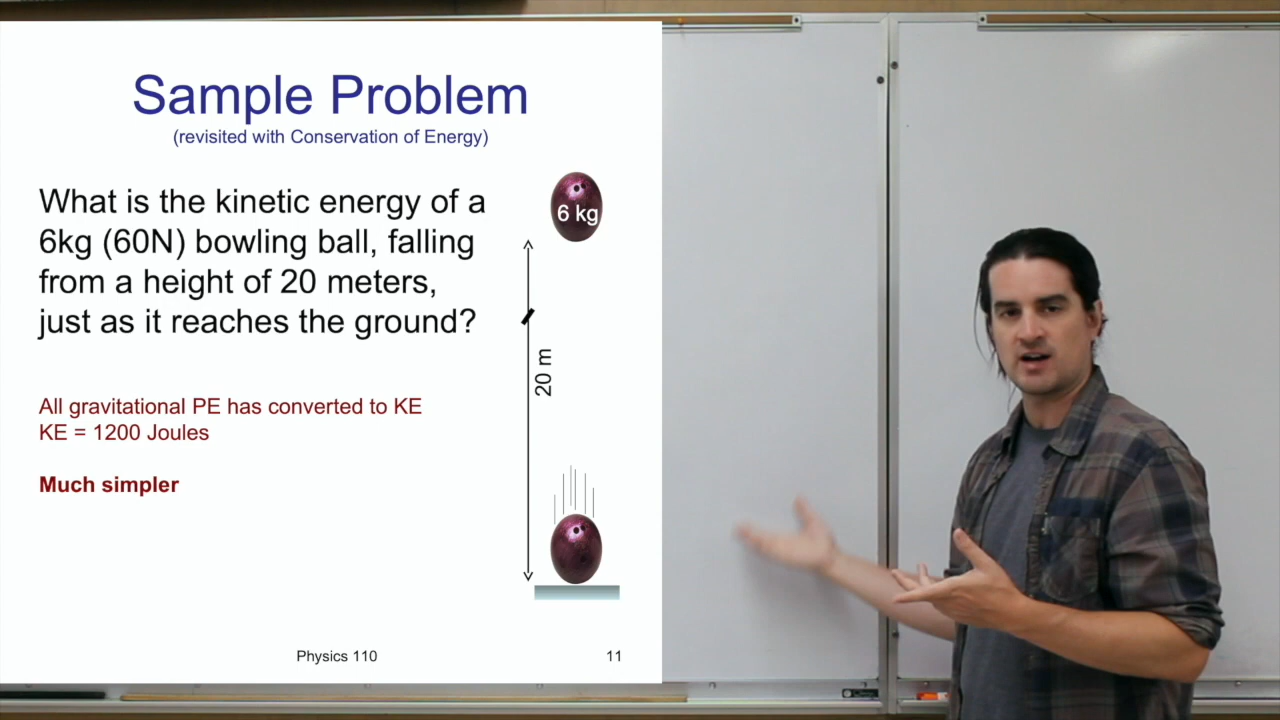 Sample Problem
(revisited with Conservation of Energy)
What is the kinetic energy of a
6kg (60N) bowling ball, falling
from a height of 20 meters,
just as it reaches the ground?
6 kg
20 m
All gravitational PE has converted to KE
KE = 1200 Joules
Much simpler
Physics 110
11